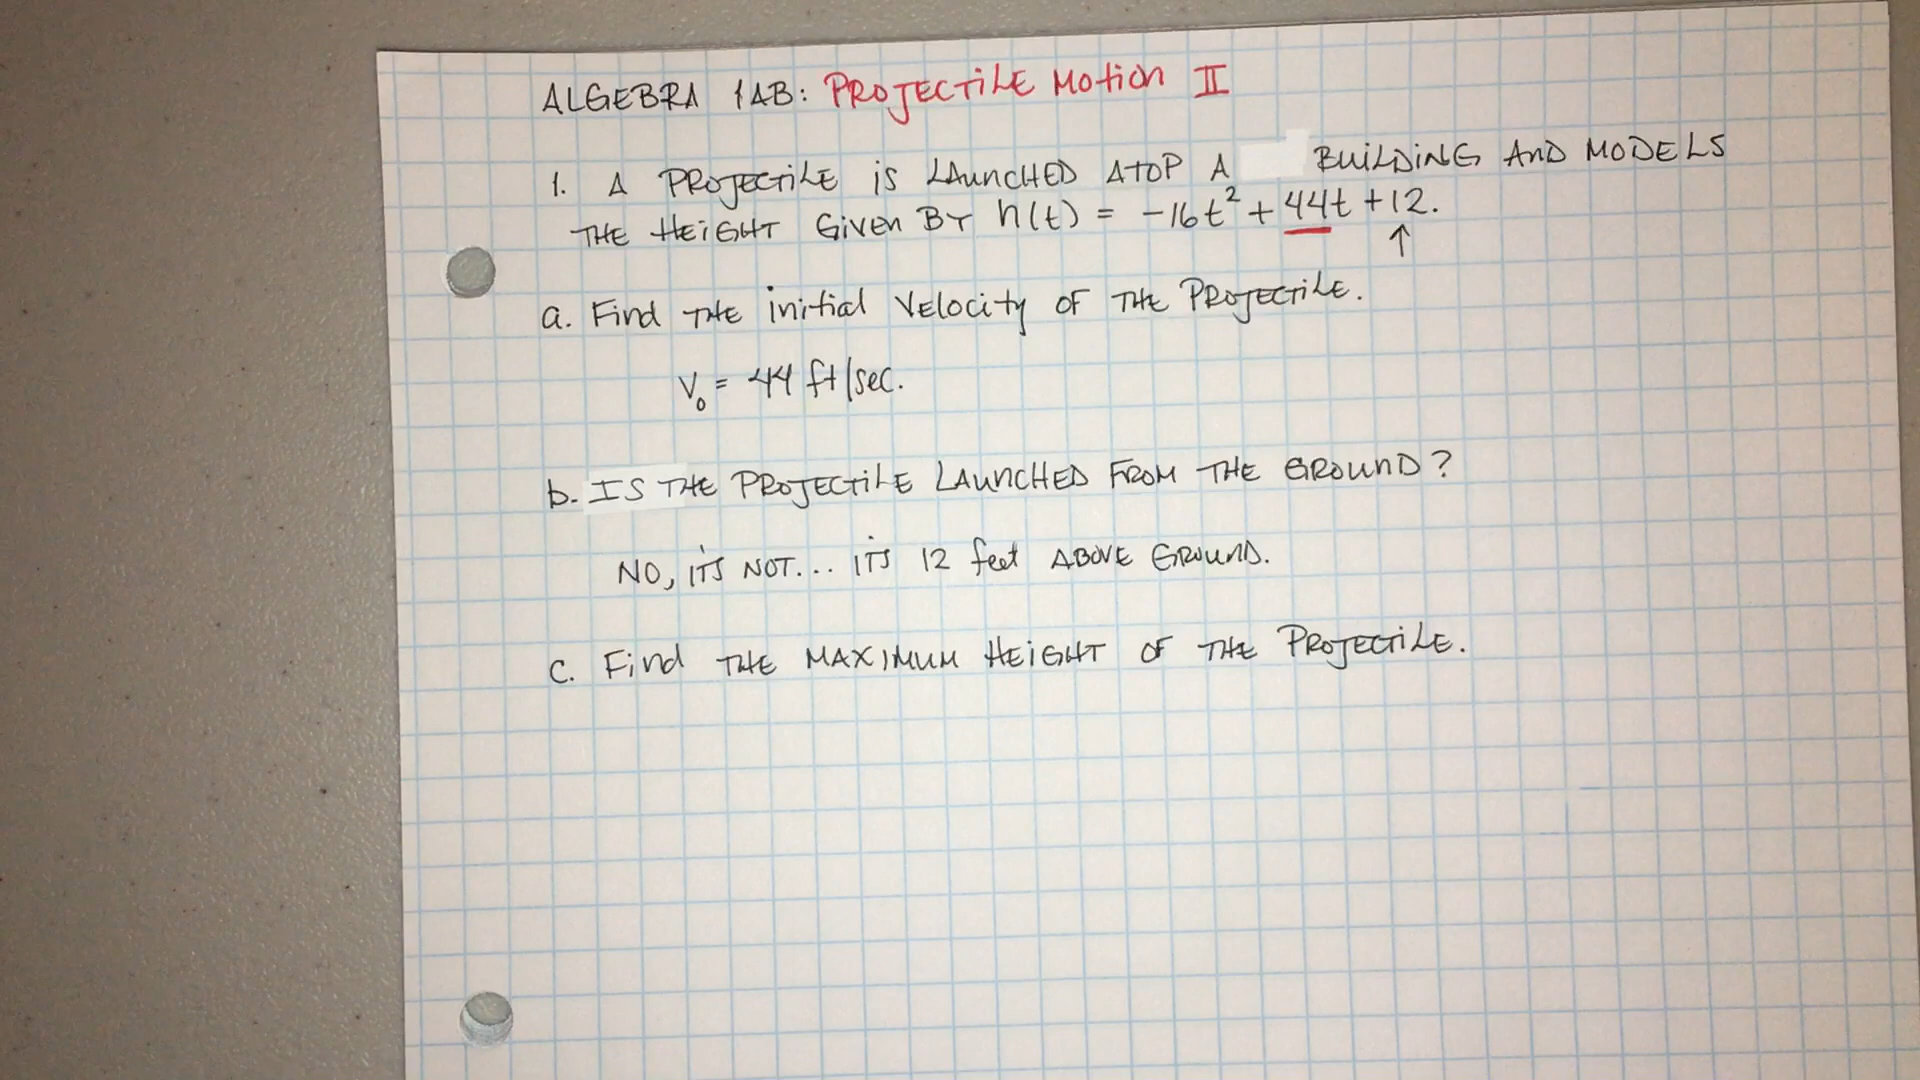 ALGEBRA 1AB: PROJECTILE MOTION II
1. A PROJECTILE IS LAUNCHED ATOP A BUILDING AND MODELS
THE HEIGHT GIVEN BY h(t) = -16t² + 44t + 12.
↑
a. Find THE initial VELOCITY OF THE PROJECTILE.
V₀ = 44 ft/sec.
b. IS THE PROJECTILE LAUNCHED FROM THE GROUND?
NO, IT'S NOT... IT'S 12 feet ABOVE GROUND.
C. Find THE MAXIMUM HEIGHT OF THE PROJECTILE.